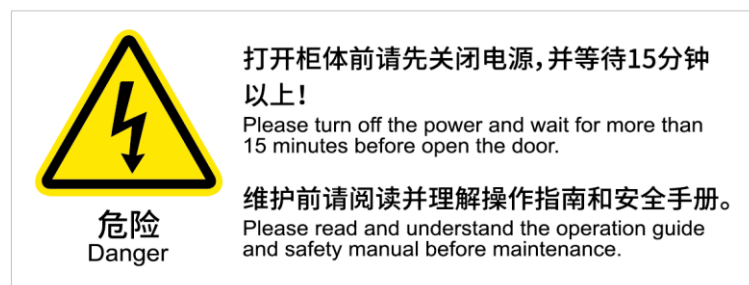 危险
Danger
打开柜体前请先关闭电源,并等待15分钟
以上!
Please turn off the power and wait for more than
15 minutes before open the door.
维护前请阅读并理解操作指南和安全手册。
Please read and understand the operation guide
and safety manual before maintenance.